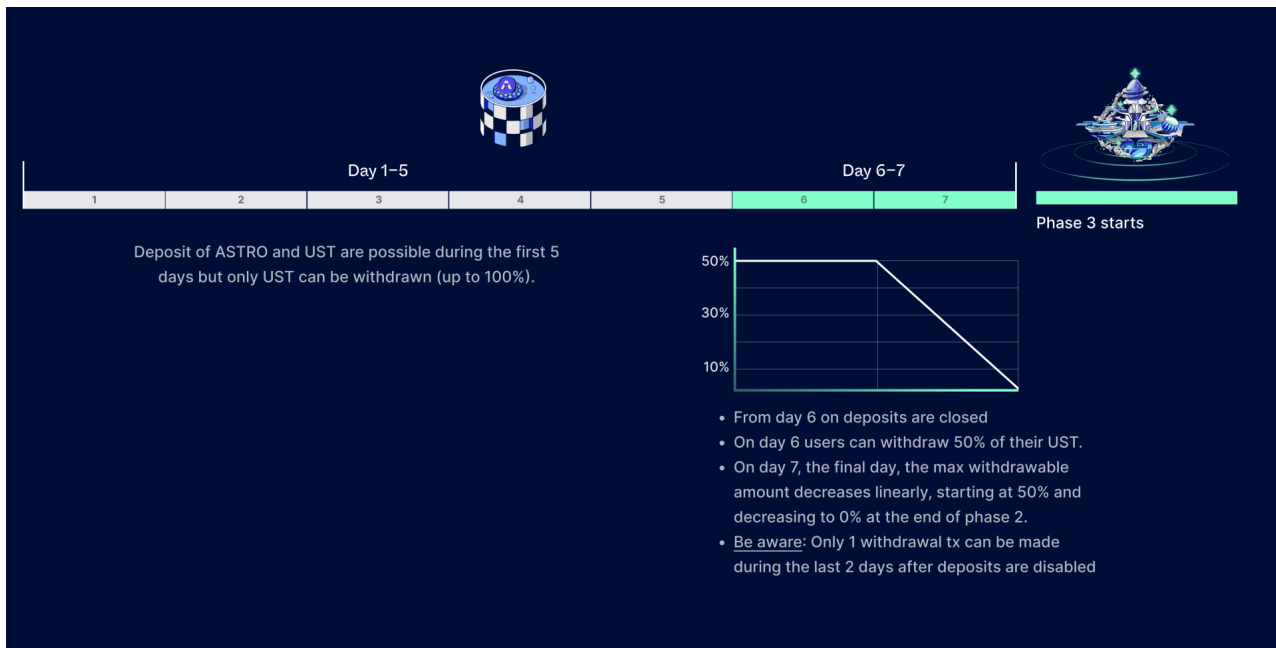 Day 1–5
Day 6–7
1
2
3
4
5
6
7
Phase 3 starts
Deposit of ASTRO and UST are possible during the first 5
days but only UST can be withdrawn (up to 100%).
50%
30%
10%
• From day 6 on deposits are closed
• On day 6 users can withdraw 50% of their UST.
• On day 7, the final day, the max withdrawable
amount decreases linearly, starting at 50% and
decreasing to 0% at the end of phase 2.
• Be aware: Only 1 withdrawal tx can be made
during the last 2 days after deposits are disabled